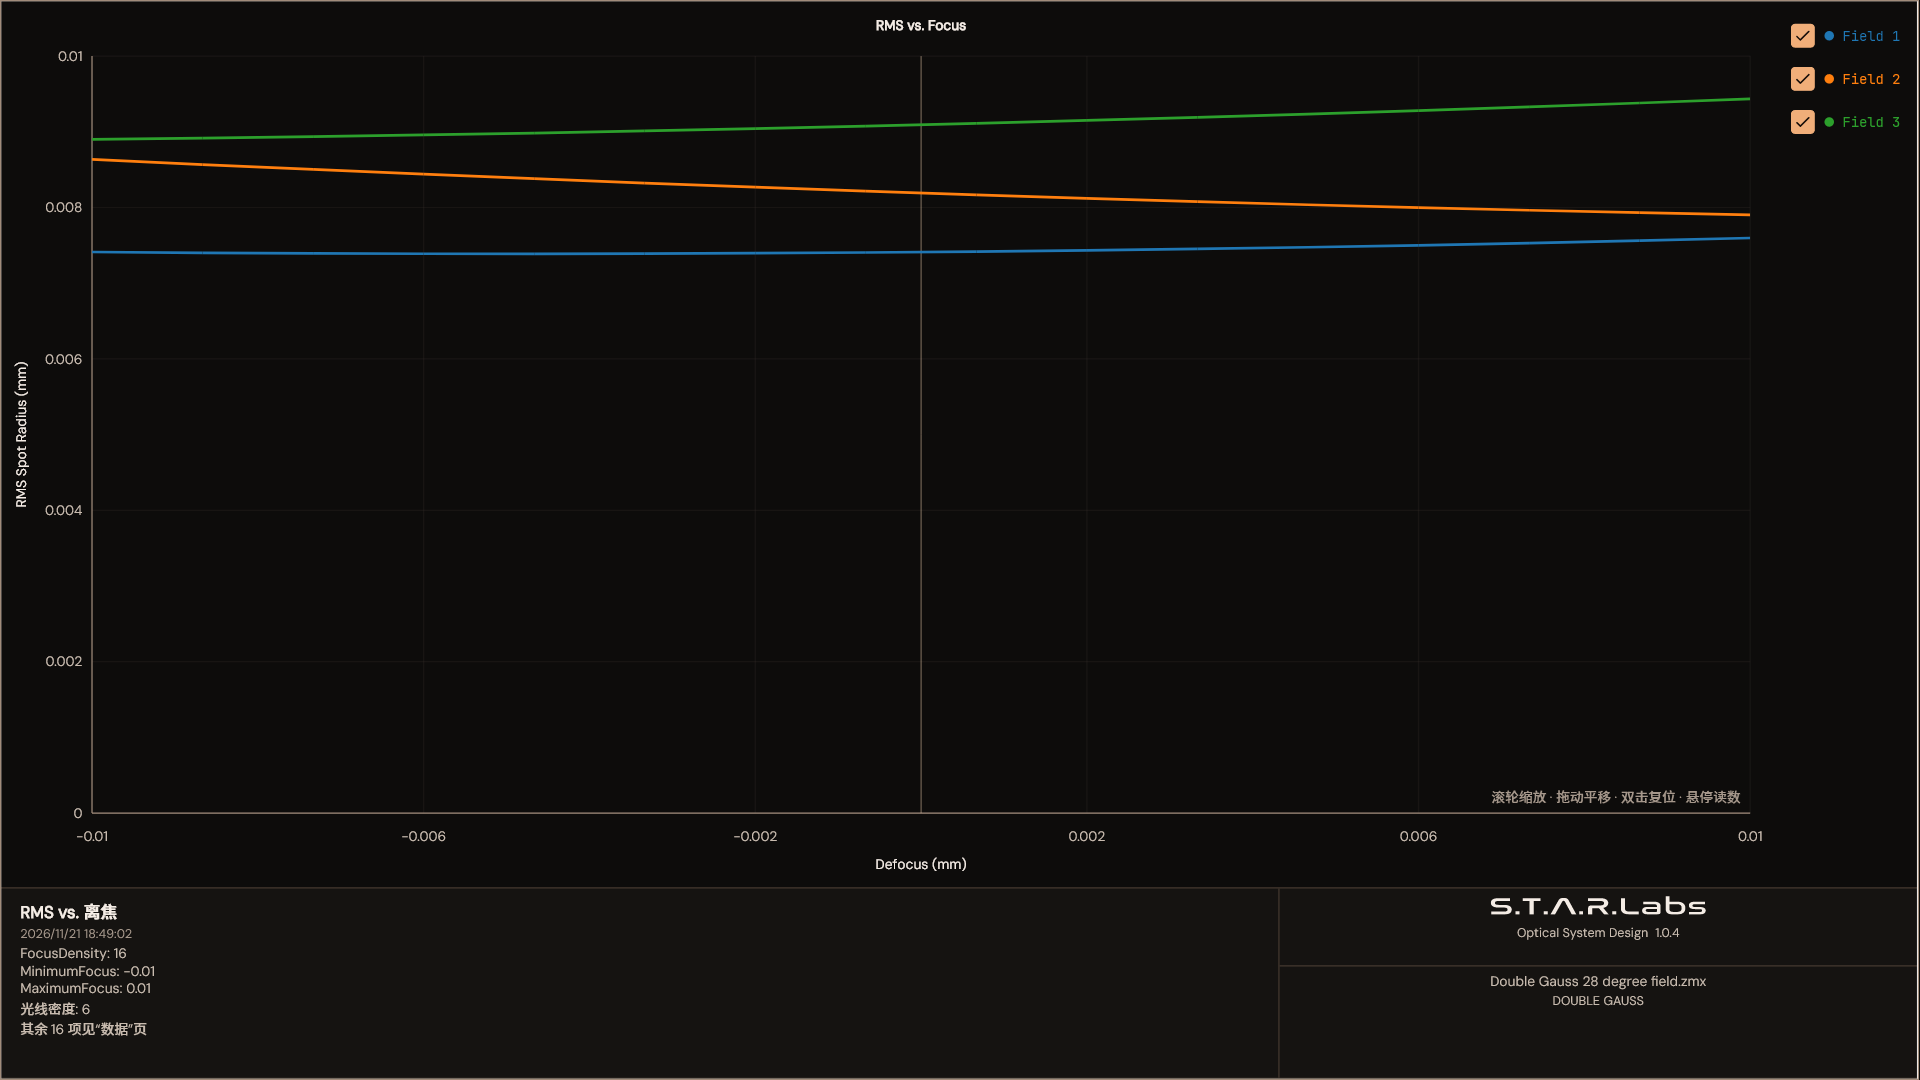 RMS vs. Focus
Field 1
Field 2
Field 3
0.01
0.008
0.006
0.004
0.002
0
RMS Spot Radius (mm)
滚轮缩放 · 拖动平移 · 双击复位 · 悬停读数
-0.01
-0.006
-0.002
0.002
0.006
0.01
Defocus (mm)
RMS vs. 离焦
2026/11/21 18:49:02
FocusDensity: 16
MinimumFocus: -0.01
MaximumFocus: 0.01
光线密度: 6
其余 16 项见“数据”页
S.T.A.R.Labs
Optical System Design 1.0.4
Double Gauss 28 degree field.zmx
DOUBLE GAUSS